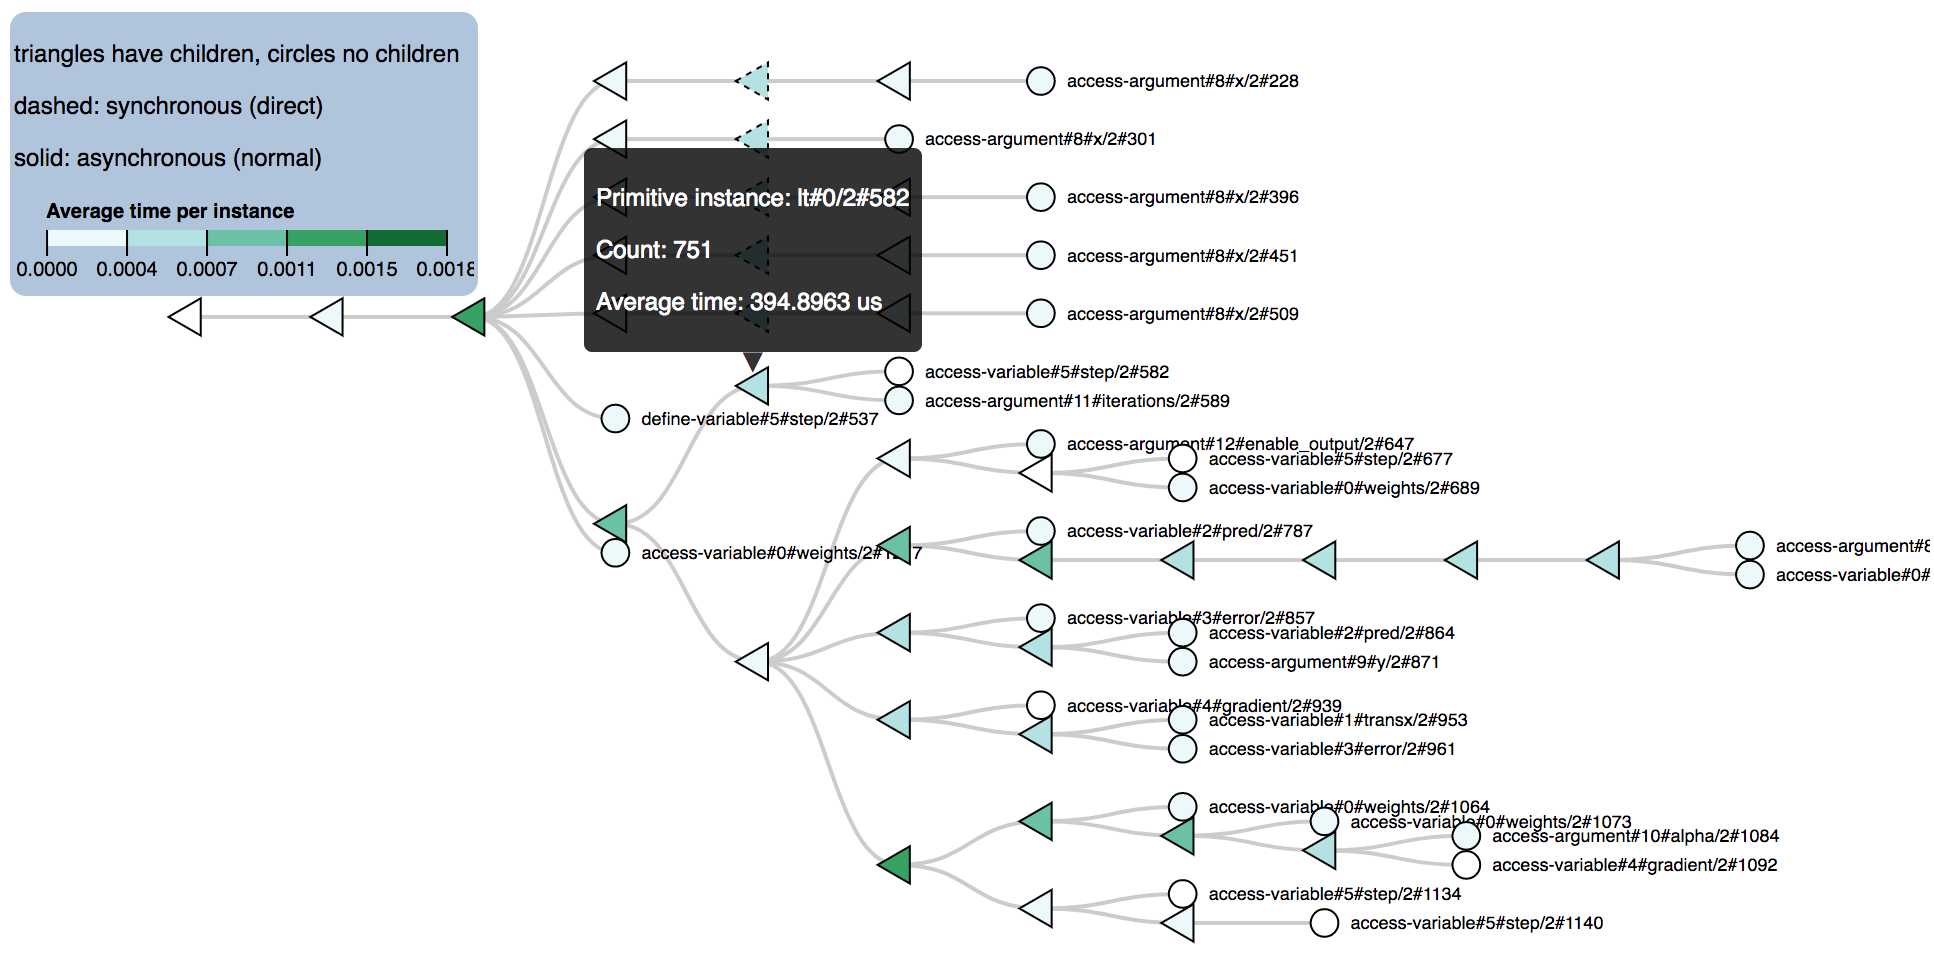 triangles have children, circles no children
dashed: synchronous (direct)
solid: asynchronous (normal)
Average time per instance
0.0000 0.0004 0.0007 0.0011 0.0015 0.0018
access-argument#8#x/2#228
access-argument#8#x/2#301
Primitive instance: lt#0/2#582
Count: 751
Average time: 394.8963 us
access-argument#8#x/2#396
access-argument#8#x/2#451
access-argument#8#x/2#509
access-variable#5#step/2#582
access-argument#11#iterations/2#589
define-variable#5#step/2#537
access-argument#12#enable_output/2#647
access-variable#5#step/2#677
access-variable#0#weights/2#689
access-variable#2#pred/2#787
access-argument#8
access-variable#0#
access-variable#3#error/2#857
access-variable#2#pred/2#864
access-argument#9#y/2#871
access-variable#4#gradient/2#939
access-variable#1#transx/2#953
access-variable#3#error/2#961
access-variable#0#weights/2#1064
access-variable#0#weights/2#1073
access-argument#10#alpha/2#1084
access-variable#4#gradient/2#1092
access-variable#5#step/2#1134
access-variable#5#step/2#1140